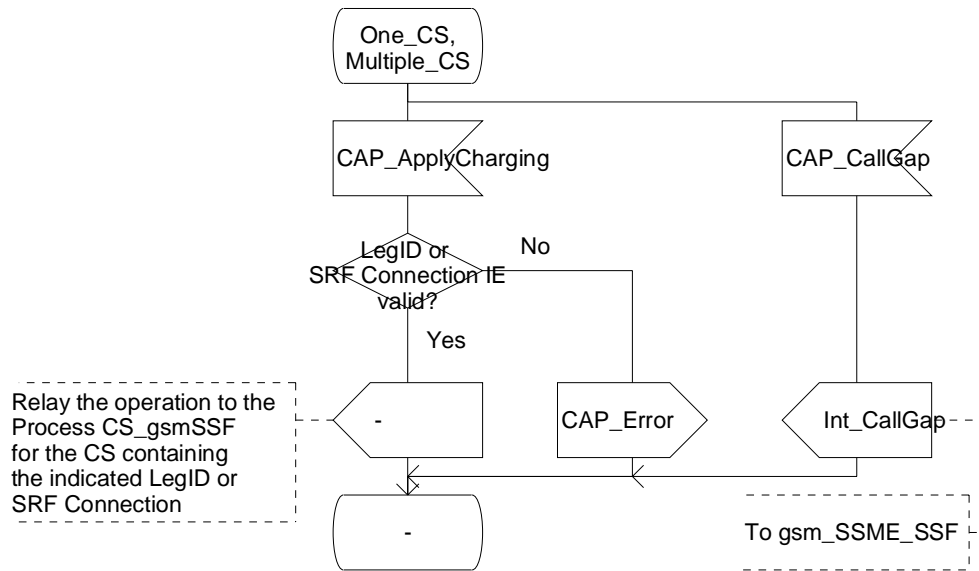 One_CS,
Multiple_CS
CAP_ApplyCharging
CAP_CallGap
LegID or
SRF Connection IE
valid?
No
Yes
Relay the operation to the
Process CS_gsmSSF
for the CS containing
the indicated LegID or
SRF Connection
-
CAP_Error
Int_CallGap
-
To gsm_SSME_SSF